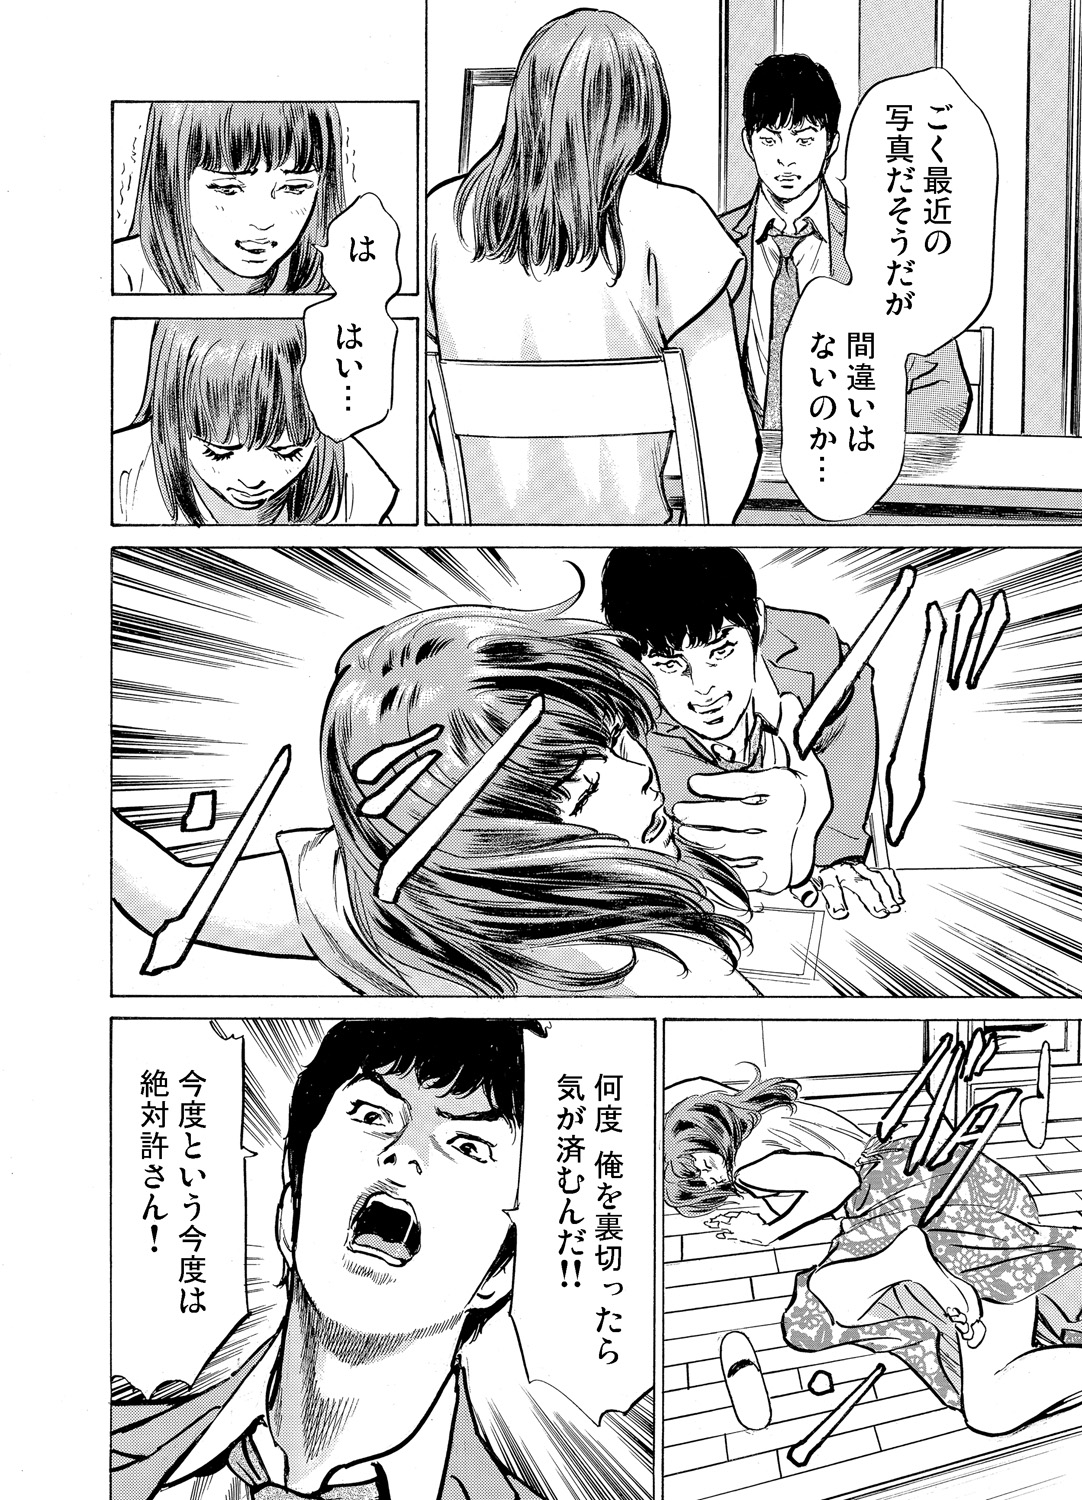 ごく最近の
写真だそうだが
間違いは
ないのか…
は
はい…
バタ
何度 俺を裏切ったら
気が済むんだ!!
今度という今度は
絶対許さん!